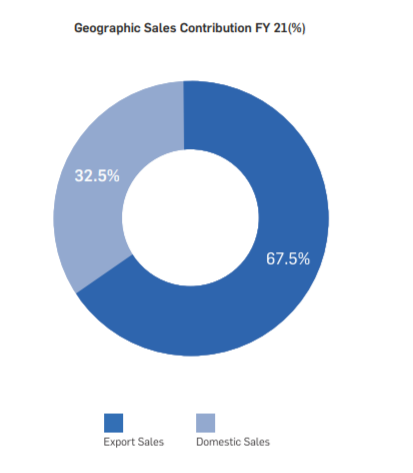 Geographic Sales Contribution FY 21(%)
32.5%
67.5%
Export Sales
Domestic Sales